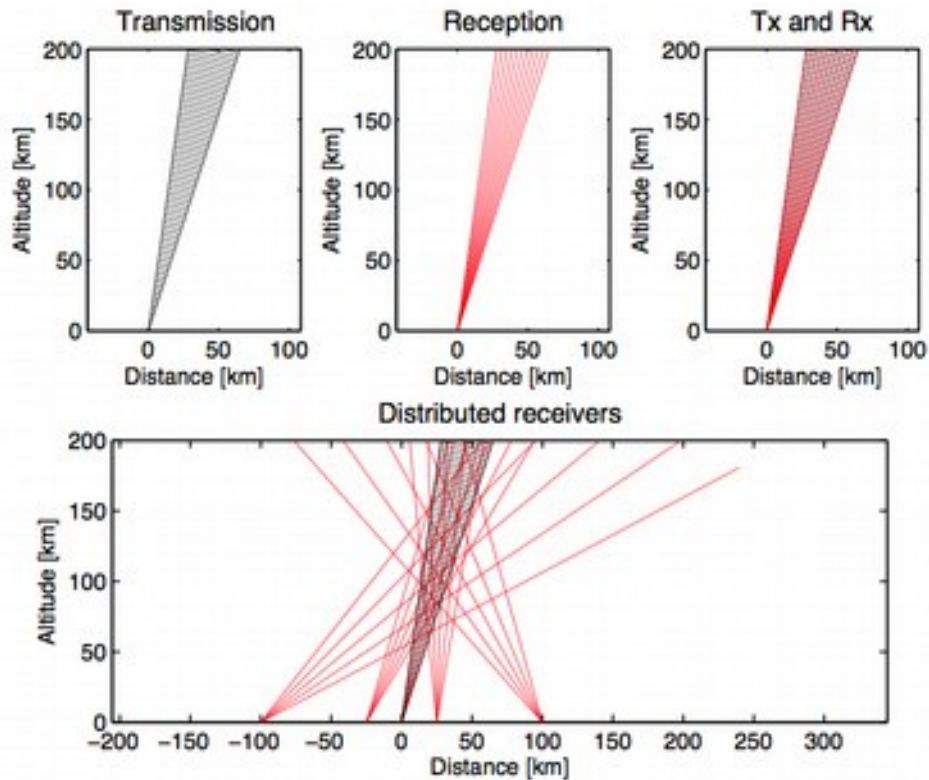 Transmission
Reception
Tx and Rx
200
150
100
50
0
Altitude [km]
0 50 100
Distance [km]
200
150
100
50
0
Altitude [km]
0 50 100
Distance [km]
200
150
100
50
0
Altitude [km]
0 50 100
Distance [km]
Distributed receivers
200
150
100
50
0
Altitude [km]
−200 −150 −100 −50 0 50 100 150 200 250 300
Distance [km]